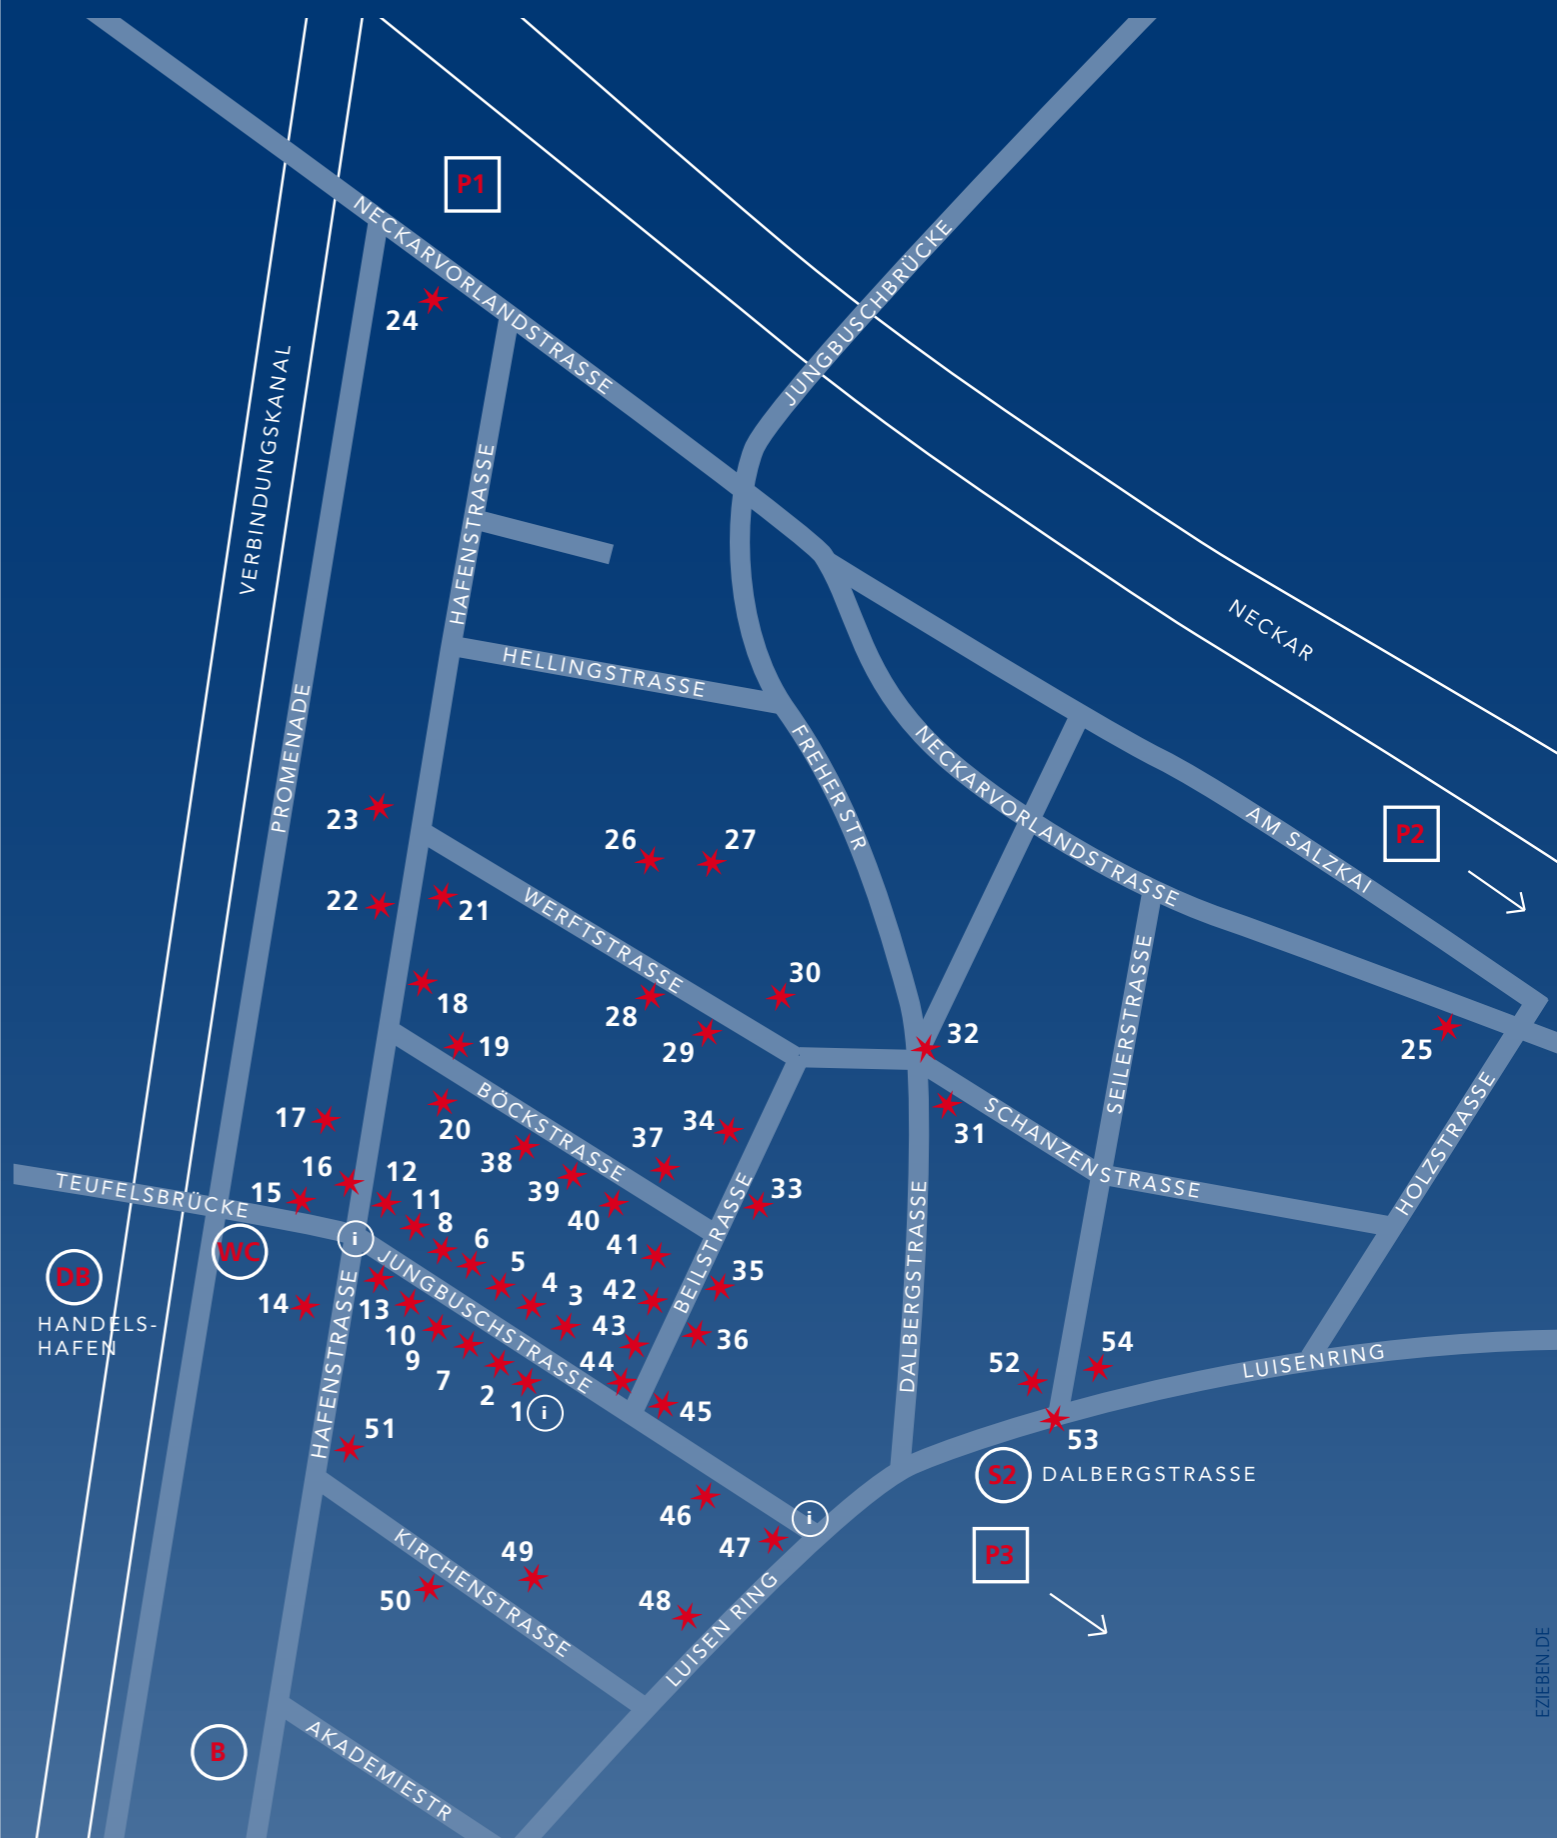 P1
NECKARVORLANDSTRASSE
24
JUNGBUSCHBRÜCKE
VERBINDUNGSKANAL
HAFENSTRASSE
NECKAR
HELLINGSTRASSE
PROMENADE
FREHERSTR
NECKARVORLANDSTRASSE
AM SALZKAI
P2
23
26
27
22
21
WERFTSTRASSE
30
18
28
29
32
25
19
SEILERSTRASSE
BÖCKSTRASSE
17
20
34
37
31
SCHANZENSTRASSE
HOLZSTRASSE
38
16
12
39
33
TEUFELSBRÜCKE
15
11
40
8
6
41
i
WC
5
35
DB
JUNGBUSCHSTRASSE
4
3
42
BEILSTRASSE
DALBERGSTRASSE
14
13
HANDELS-
HAFEN
10
43
36
9
44
7
2
1
i
45
52
54
LUISENRING
HAFENSTRASSE
51
53
S2
DALBERGSTRASSE
46
i
47
P3
49
KIRCHENSTRASSE
50
48
LUISEN RING
B
AKADEMIESTR
EZIEBEN.DE